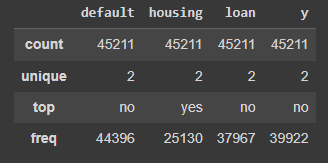 default housing loan y
count 45211 45211 45211 45211
unique 2 2 2 2
top no yes no no
freq 44396 25130 37967 39922